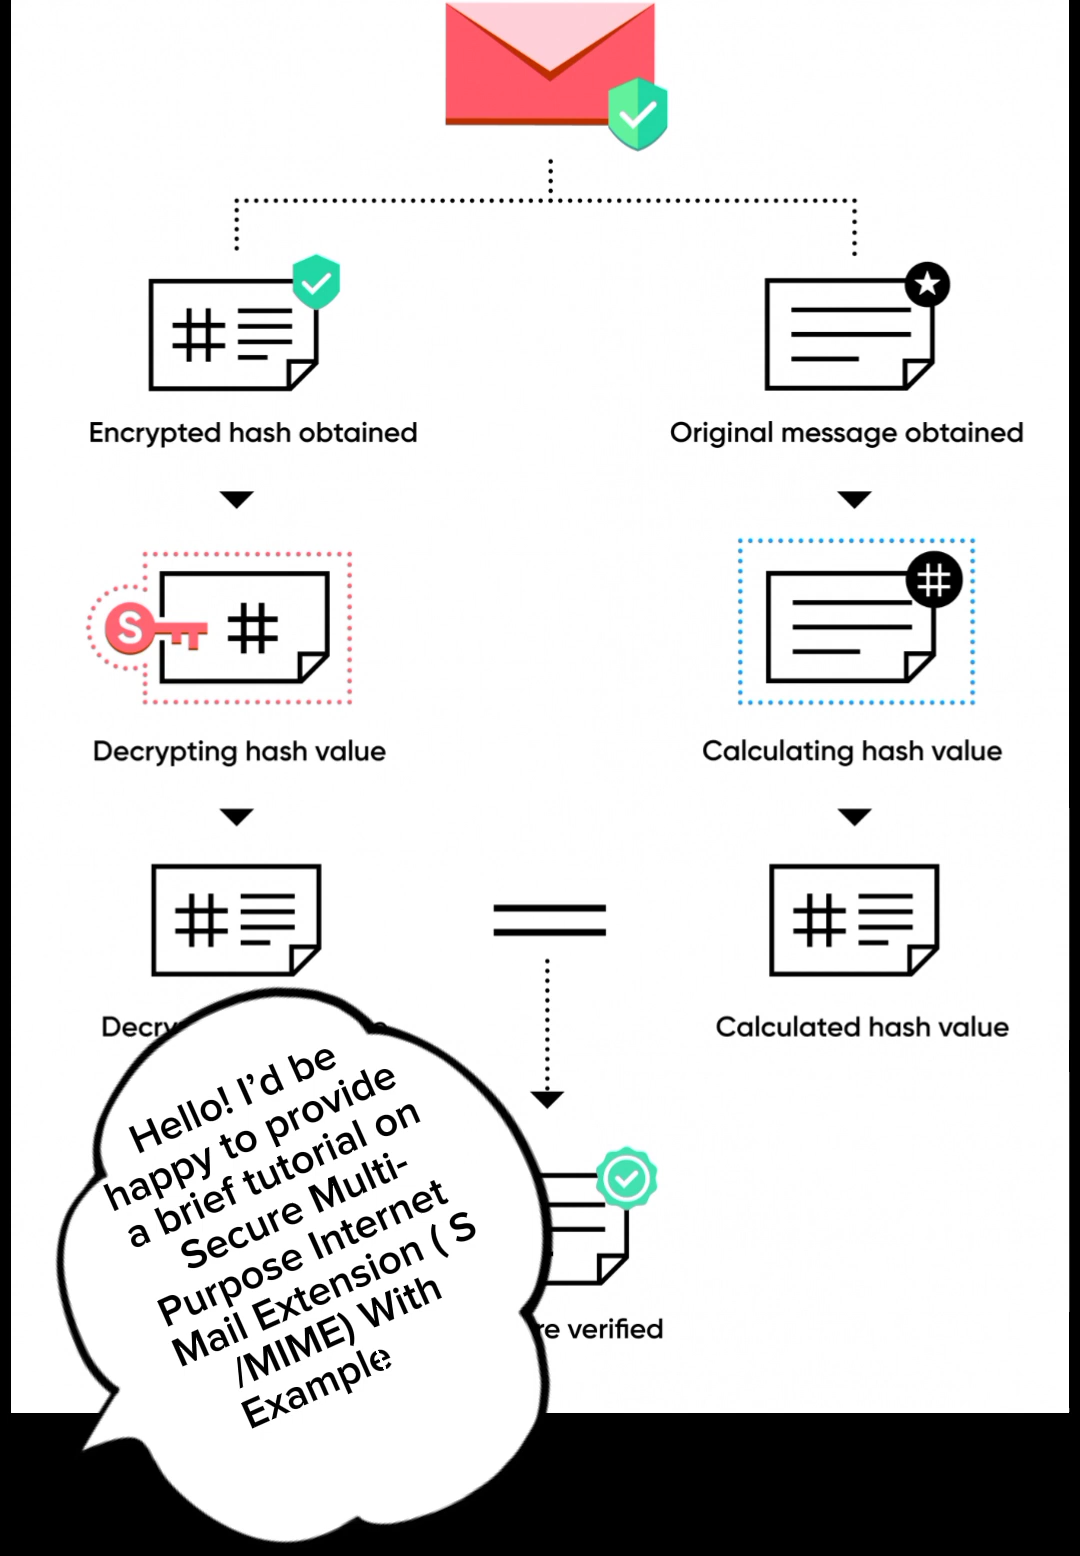 Encrypted hash obtained
Original message obtained
Decrypting hash value
Calculating hash value
Calculated hash value
re verified
Hello! I’d be
happy to provide
a brief tutorial on
Secure Multi-
Purpose Internet
Mail Extension ( S
/MIME) With
Example